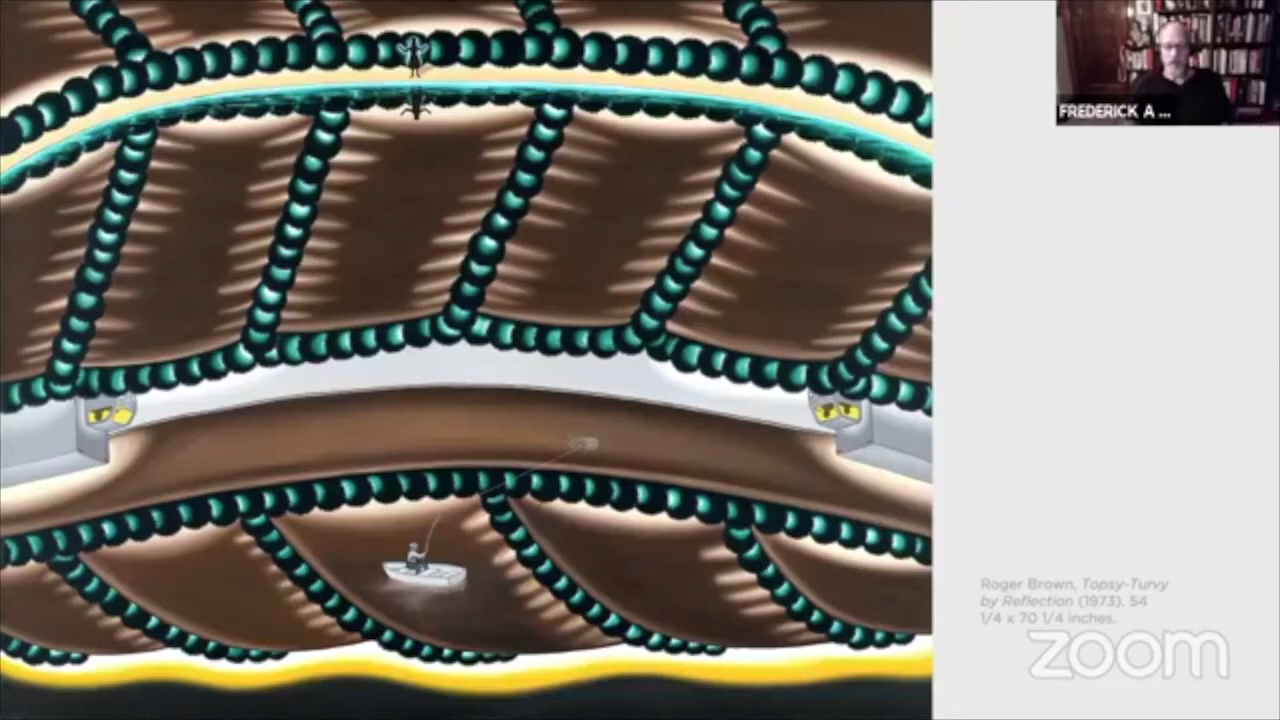 FREDERICK A ...
Roger Brown, Topsy-Turvy
by Reflection (1973). 54
1/4 x 70 1/4 inches.
zoom